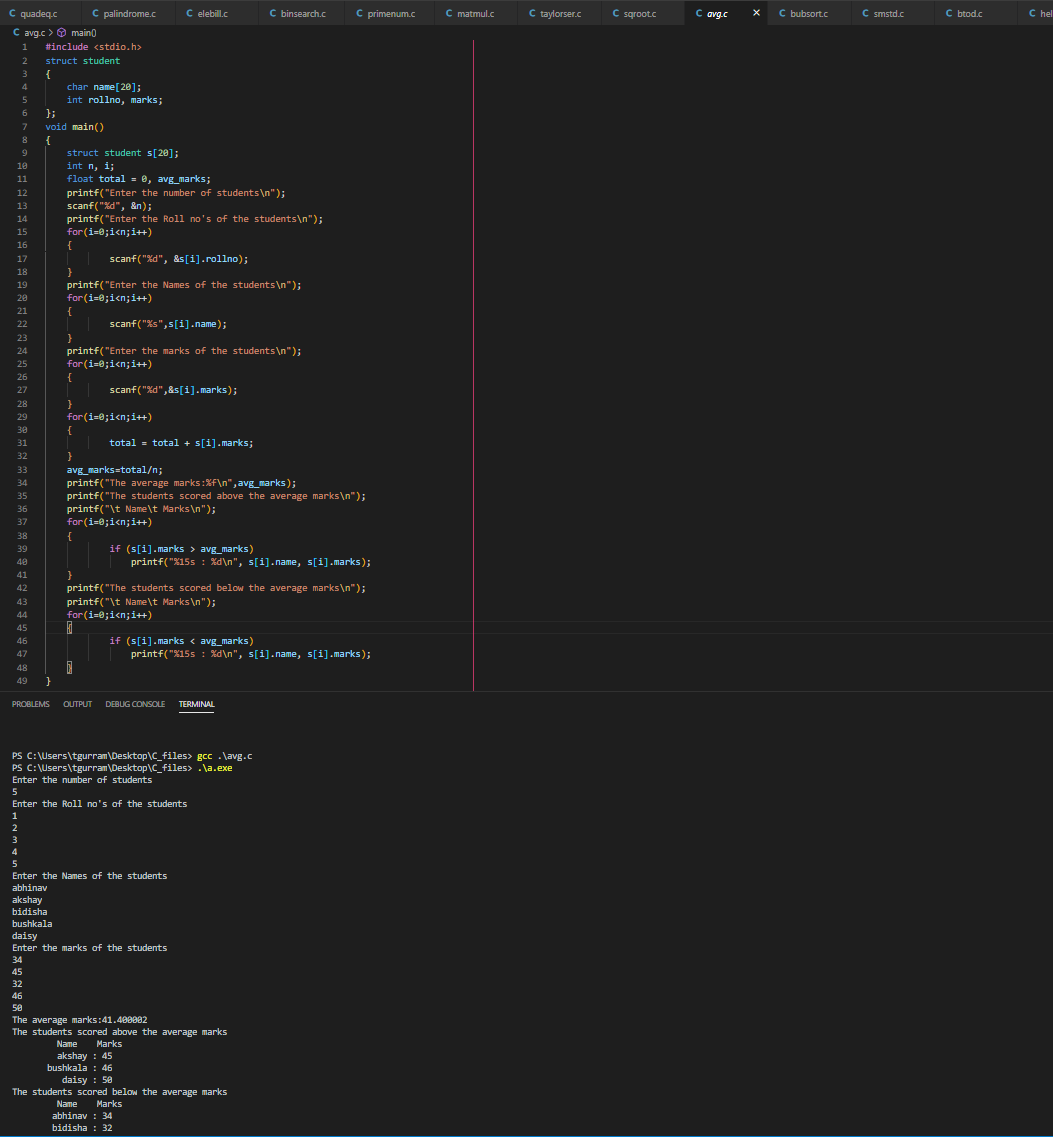 C quadeq.c C palindrome.c C elebill.c C binsearch.c C primenum.c C matmul.c C taylorser.c C sqroot.c C avg.c × C bubsort.c C smstd.c C btod.c C hel
C avg.c > main()
1 #include <stdio.h>
2 struct student
3 {
4 char name[20];
5 int rollno, marks;
6 };
7 void main()
8 {
9 struct student s[20];
10 int n, i;
11 float total = 0, avg_marks;
12 printf("Enter the number of students\n");
13 scanf("%d", &n);
14 printf("Enter the Roll no's of the students\n");
15 for(i=0;i<n;i++)
16 {
17 scanf("%d", &s[i].rollno);
18 }
19 printf("Enter the Names of the students\n");
20 for(i=0;i<n;i++)
21 {
22 scanf("%s",s[i].name);
23 }
24 printf("Enter the marks of the students\n");
25 for(i=0;i<n;i++)
26 {
27 scanf("%d",&s[i].marks);
28 }
29 for(i=0;i<n;i++)
30 {
31 total = total + s[i].marks;
32 }
33 avg_marks=total/n;
34 printf("The average marks:%f\n",avg_marks);
35 printf("The students scored above the average marks\n");
36 printf("\t Name\t Marks\n");
37 for(i=0;i<n;i++)
38 {
39 if (s[i].marks > avg_marks)
40 printf("%15s : %d\n", s[i].name, s[i].marks);
41 }
42 printf("The students scored below the average marks\n");
43 printf("\t Name\t Marks\n");
44 for(i=0;i<n;i++)
45 {
46 if (s[i].marks < avg_marks)
47 printf("%15s : %d\n", s[i].name, s[i].marks);
48 }
49 }
PROBLEMS OUTPUT DEBUG CONSOLE TERMINAL
PS C:\Users\tgurram\Desktop\C_files> gcc .\avg.c
PS C:\Users\tgurram\Desktop\C_files> .\a.exe
Enter the number of students
5
Enter the Roll no's of the students
1
2
3
4
5
Enter the Names of the students
abhinav
akshay
bidisha
bushkala
daisy
Enter the marks of the students
34
45
32
46
50
The average marks:41.400002
The students scored above the average marks
Name Marks
akshay : 45
bushkala : 46
daisy : 50
The students scored below the average marks
Name Marks
abhinav : 34
bidisha : 32